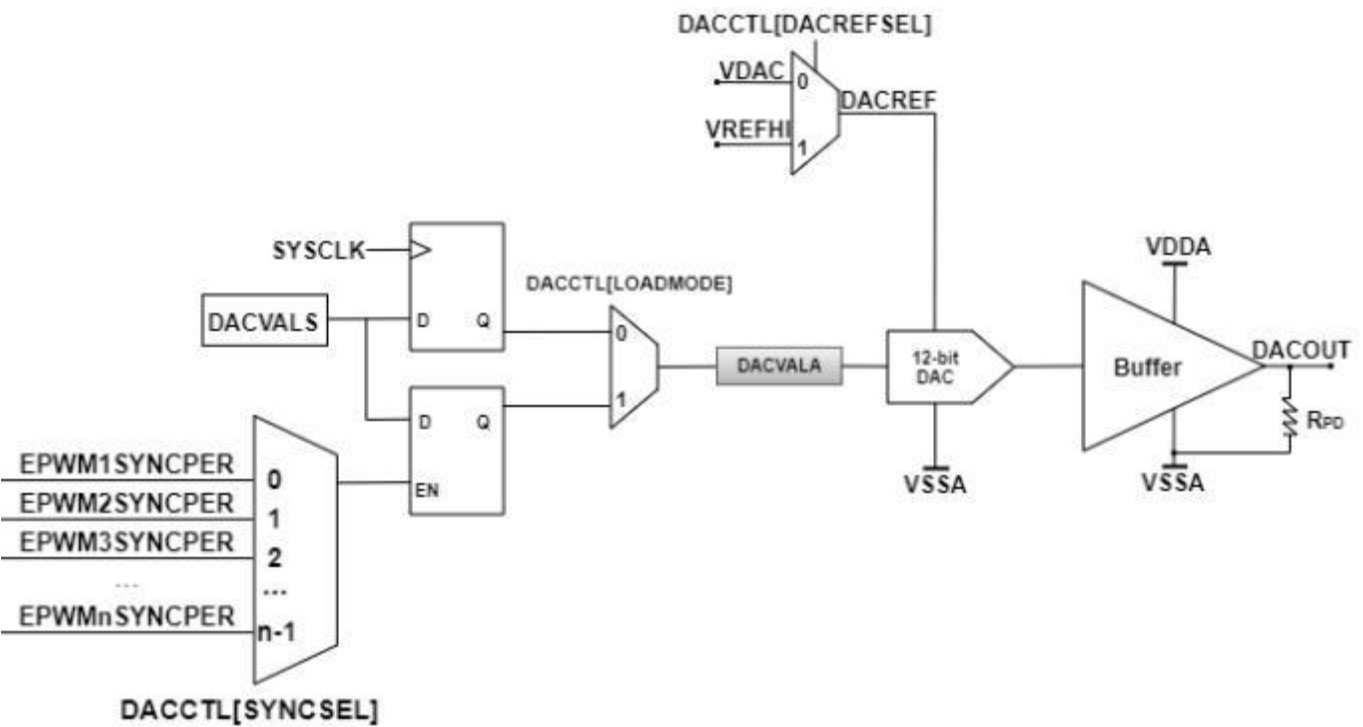 DACCTL[DACREFSEL]
VDAC
0
DACREF
VREFHI
1
SYSCLK
DACVALS
D
Q
DACCTL[LOADMODE]
0
1
DACVALA
12-bit
DAC
VSSA
VDDA
Buffer
DACOUT
RPD
VSSA
D
Q
EN
EPWM1SYNCPER
0
EPWM2SYNCPER
1
EPWM3SYNCPER
2
...
...
EPWMnSYNCPER
n-1
DACCTL[SYNCSEL]